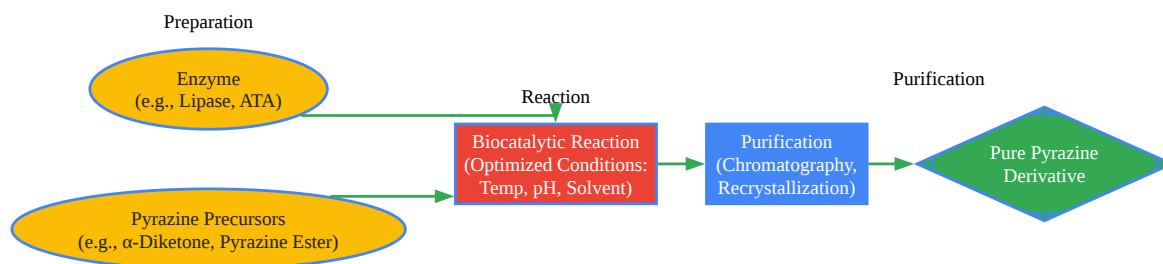 Preparation
Enzyme
(e.g., Lipase, ATA)
Pyrazine Precursors
(e.g., α-Diketone, Pyrazine Ester)
Reaction
Biocatalytic Reaction
(Optimized Conditions:
Temp, pH, Solvent)
Purification
Purification
(Chromatography,
Recrystallization)
Pure Pyrazine
Derivative